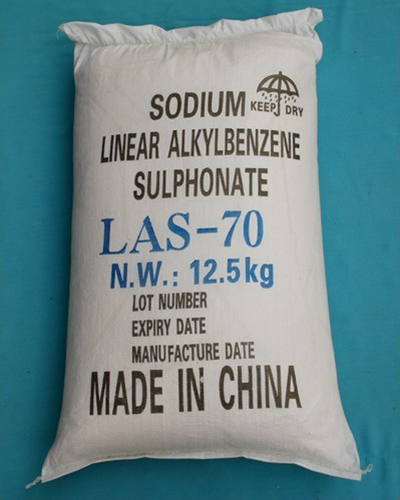 SODIUM KEEP DRY
LINEAR ALKYLBENZENE
SULPHONATE
LAS-70
N.W.: 12.5kg
LOT NUMBER
EXPIRY DATE
MANUFACTURE DATE
MADE IN CHINA